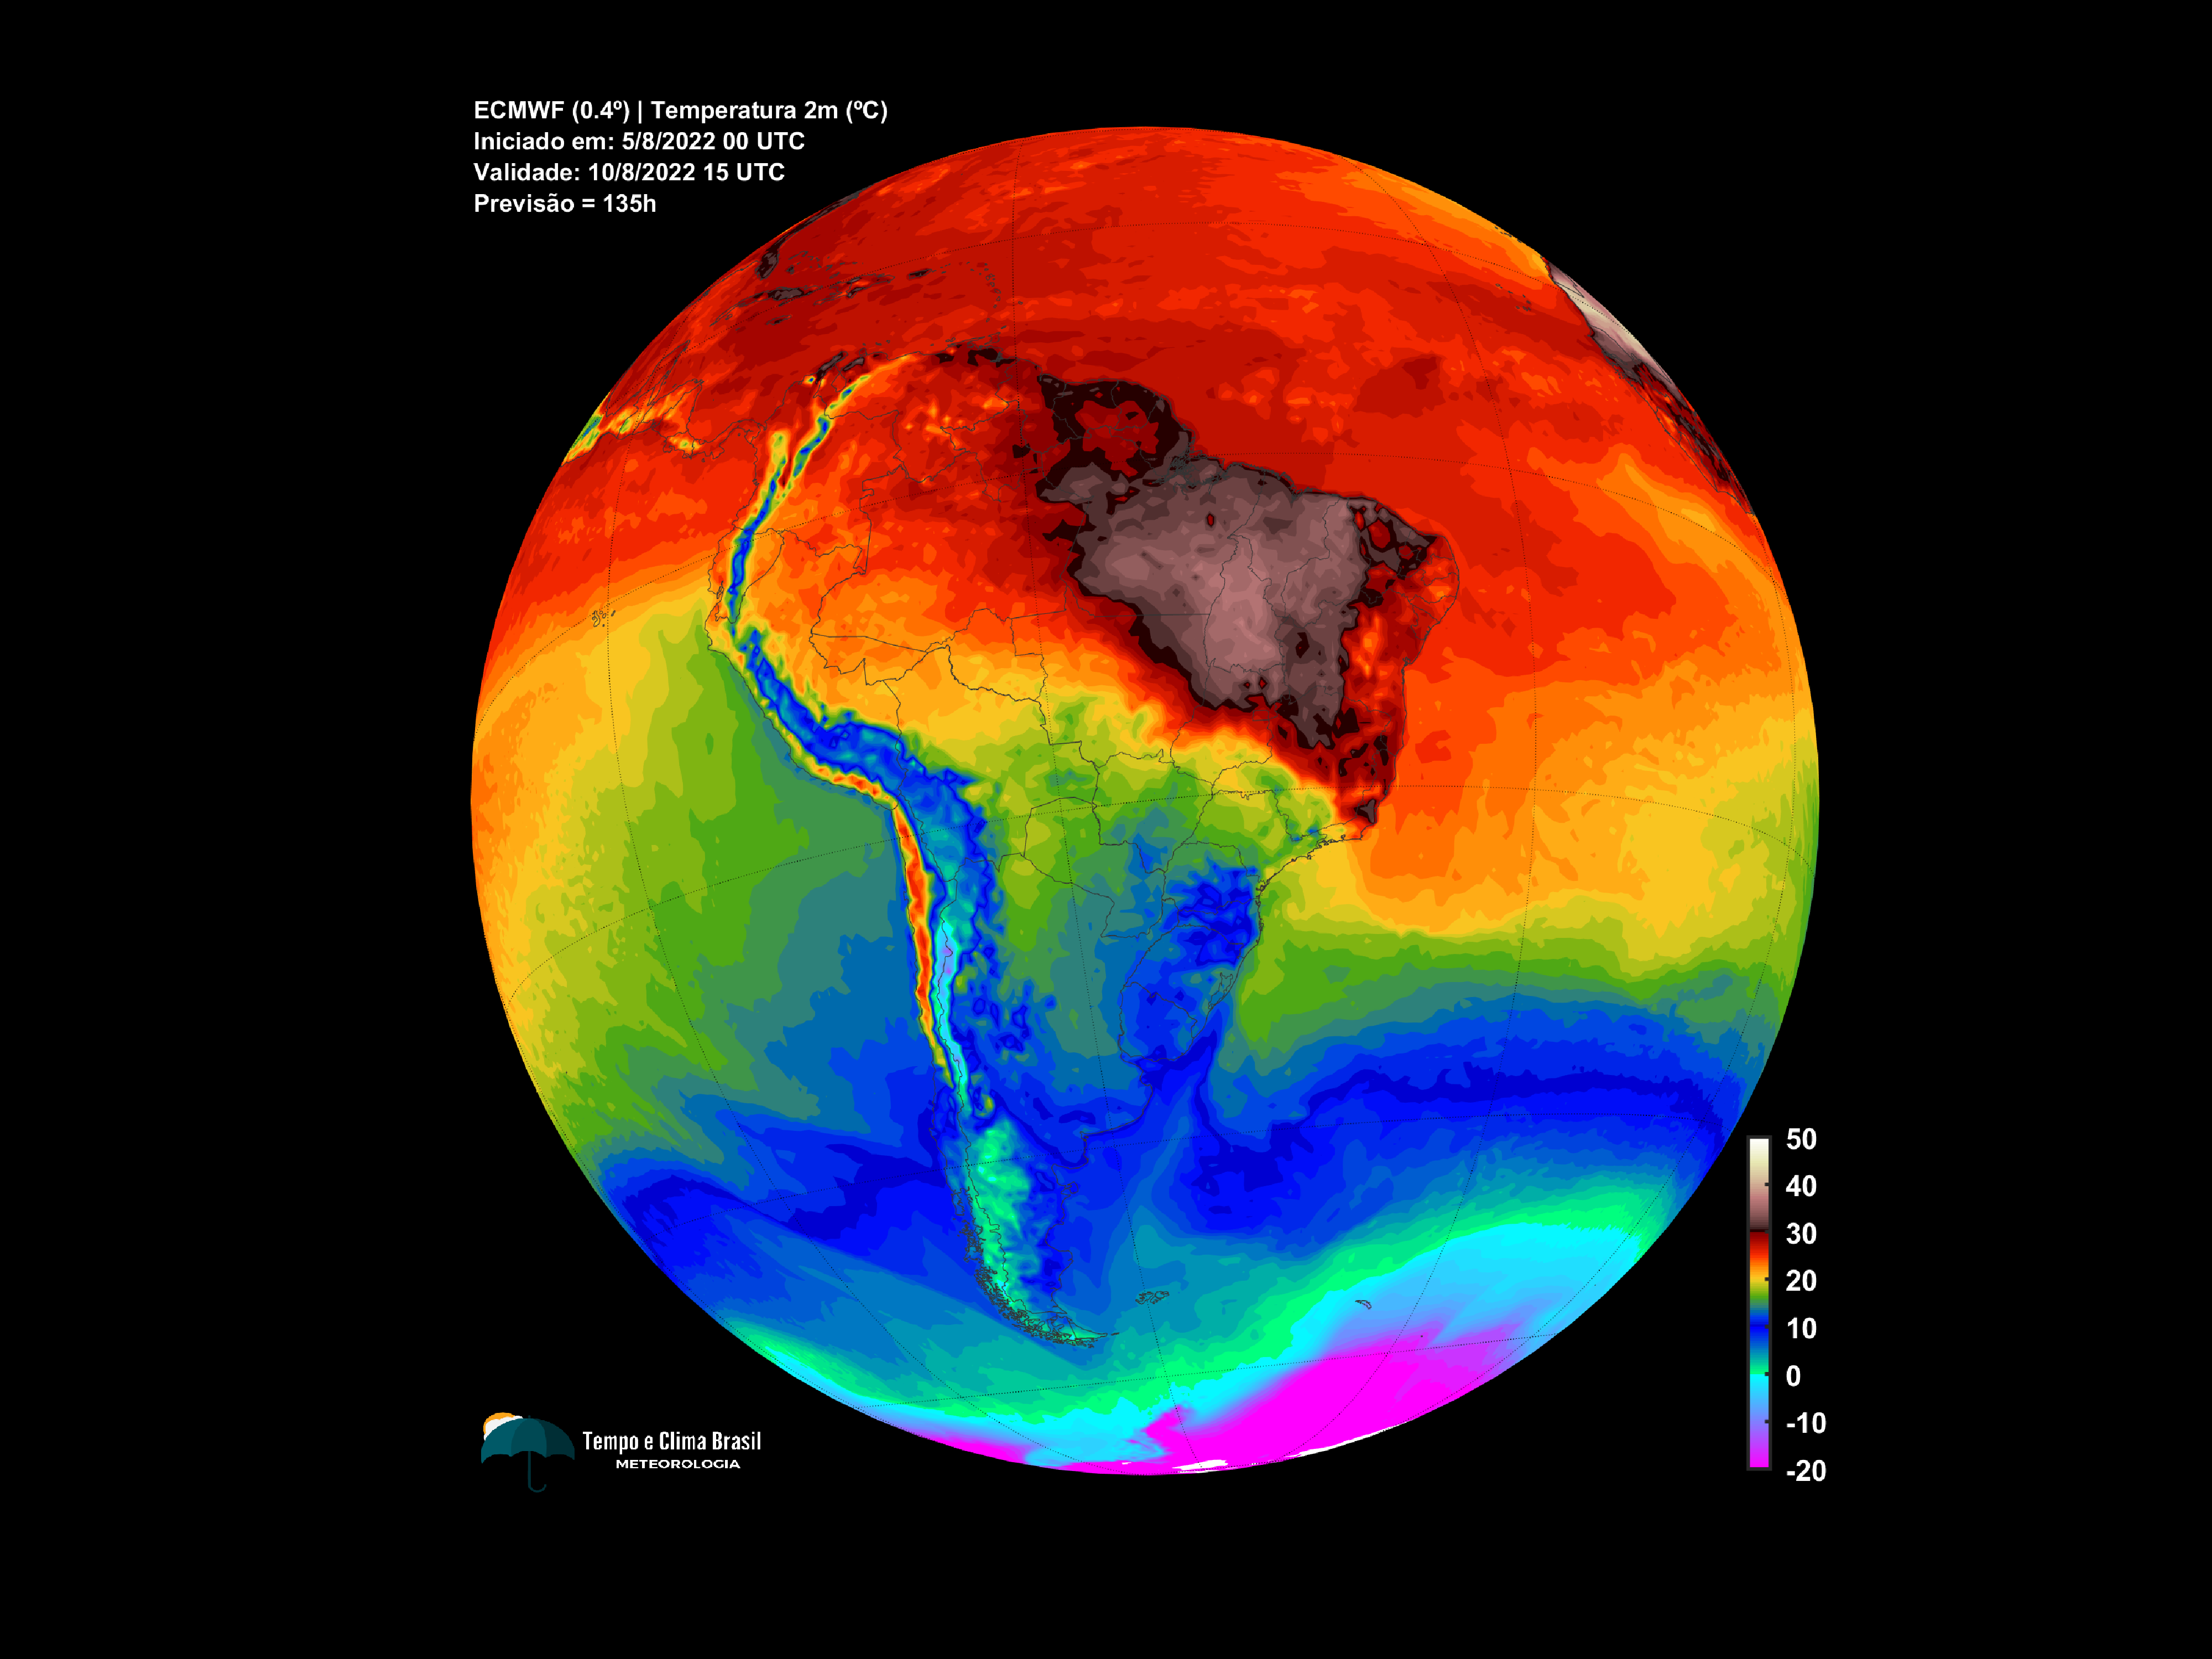 ECMWF (0.4º) | Temperatura 2m (ºC)
Iniciado em: 5/8/2022 00 UTC
Validade: 10/8/2022 15 UTC
Previsão = 135h
50
40
30
20
10
0
-10
-20
Tempo e Clima Brasil
METEOROLOGIA